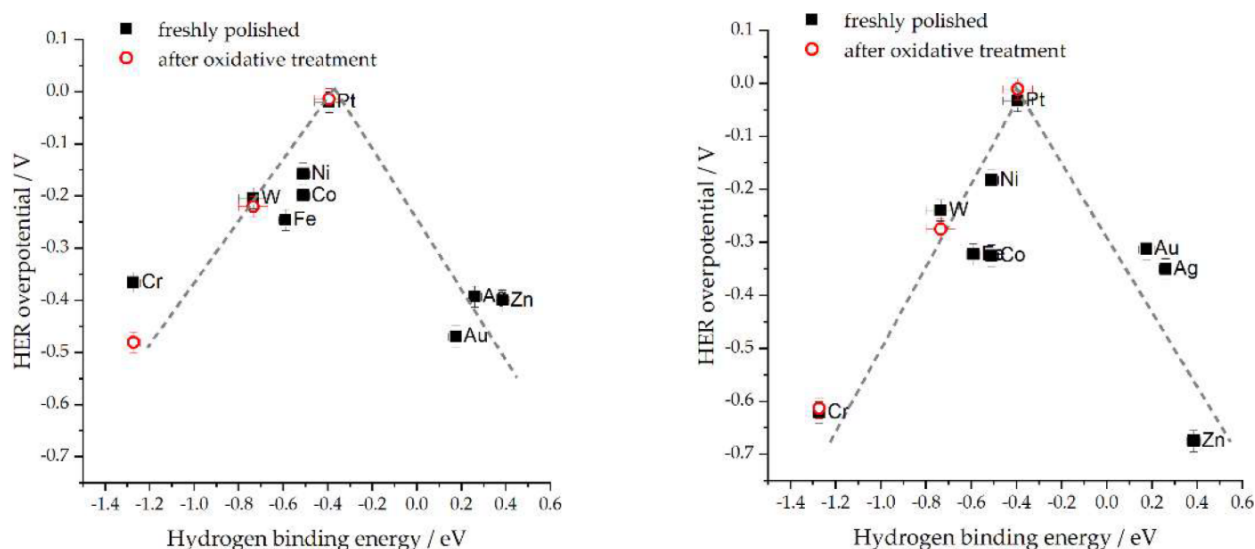 freshly polished
after oxidative treatment
0.1
0.0
-0.1
-0.2
-0.3
-0.4
-0.5
-0.6
-0.7
HER overpotential / V
Pt
Ni
W
Co
Fe
Cr
A
Zn
Au
-1.4 -1.2 -1.0 -0.8 -0.6 -0.4 -0.2 0.0 0.2 0.4 0.6
Hydrogen binding energy / eV
freshly polished
after oxidative treatment
0.1
0.0
-0.1
-0.2
-0.3
-0.4
-0.5
-0.6
-0.7
HER overpotential / V
Pt
Ni
W
Au
Fe
Co
Ag
Cr
Zn
-1.4 -1.2 -1.0 -0.8 -0.6 -0.4 -0.2 0.0 0.2 0.4 0.6
Hydrogen binding energy / eV